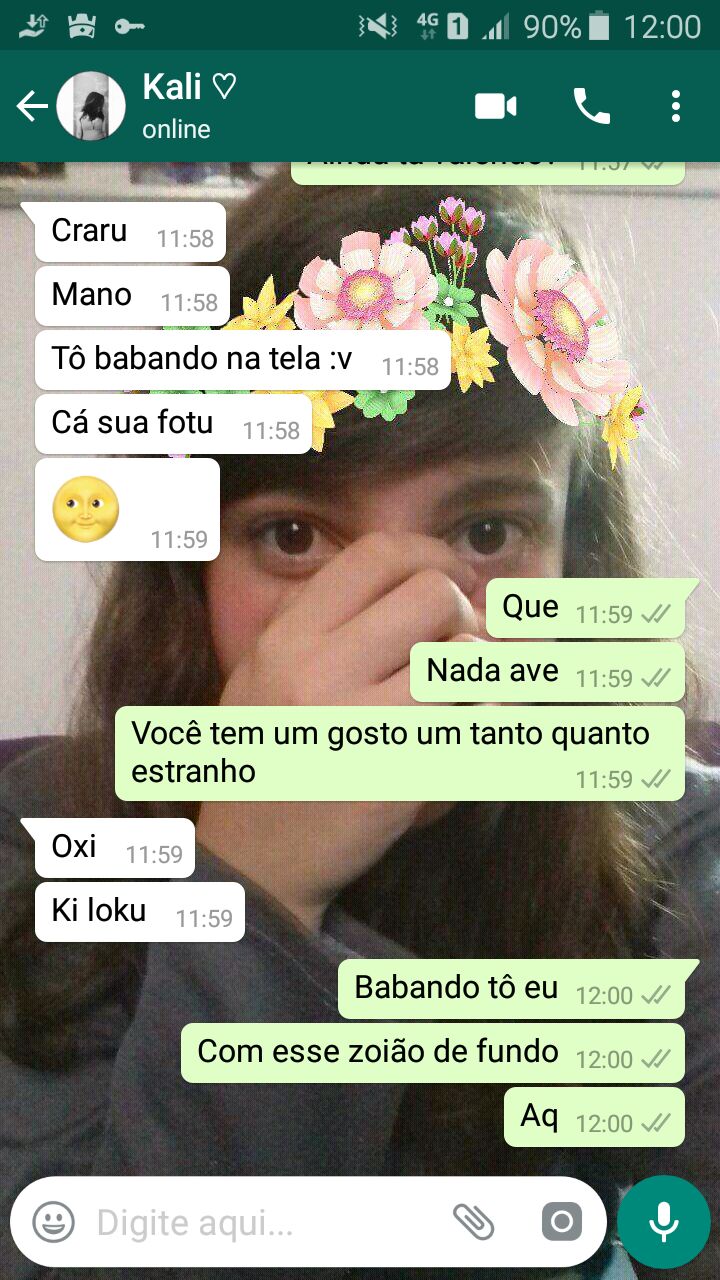 4G 1 90% 12:00
Kali ♡
online
11:57
Craru 11:58
Mano 11:58
Tô babando na tela :v 11:58
Cá sua fotu 11:58
11:59
Que 11:59
Nada ave 11:59
Você tem um gosto um tanto quanto
estranho 11:59
Oxi 11:59
Ki loku 11:59
Babando tô eu 12:00
Com esse zoião de fundo 12:00
Aq 12:00
Digite aqui...